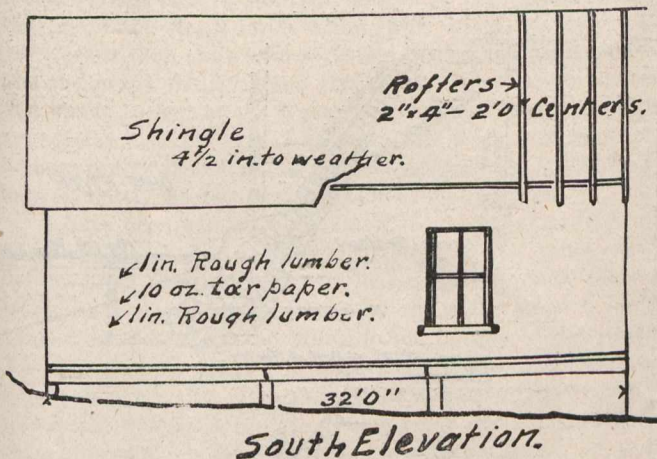 Rafters→
2"x4"— 2'0" Centers.
Shingle
4½ in. to weather.
1in. Rough lumber.
10 oz. tar paper.
1in. Rough lumber.
32'0"
South Elevation.